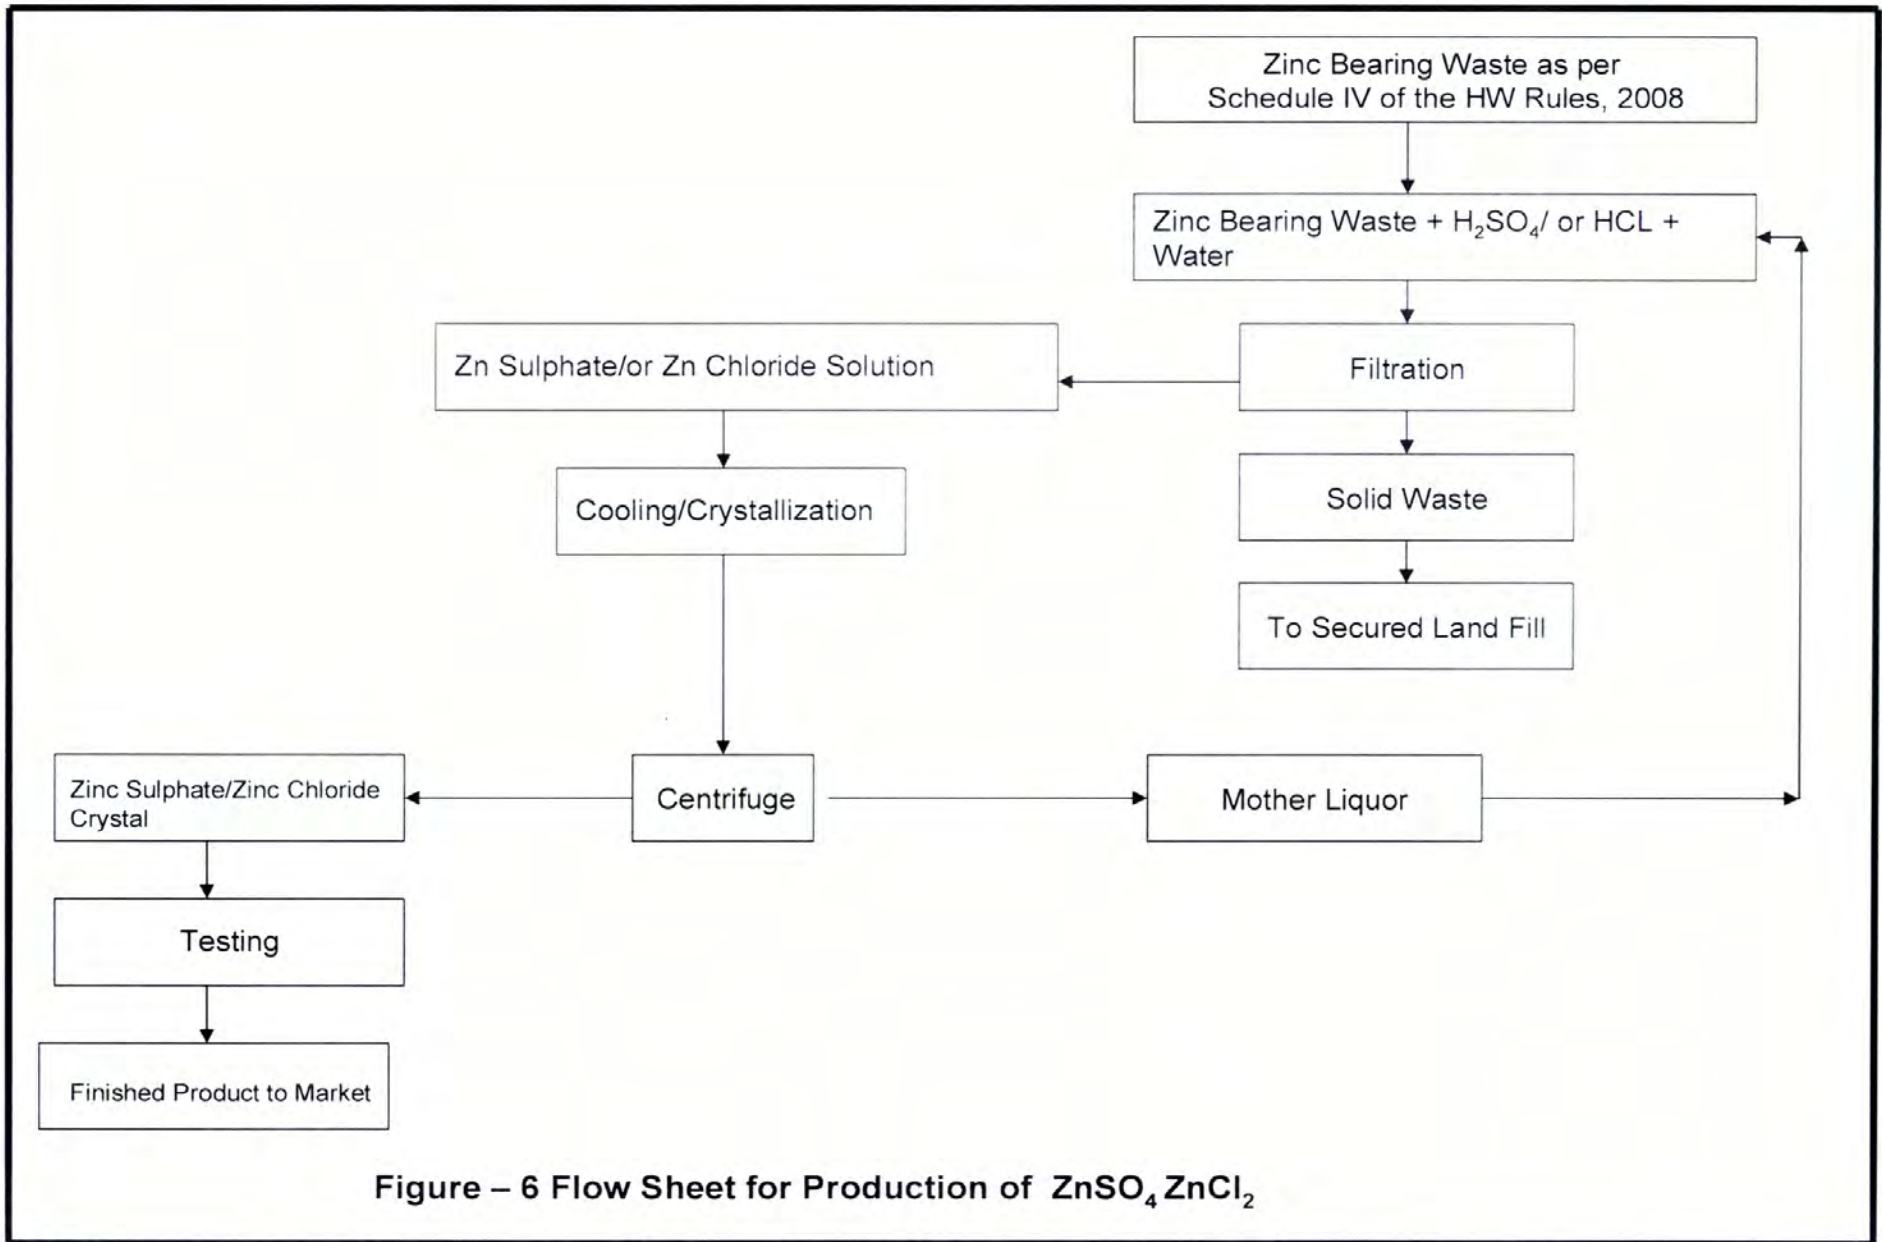 Zinc Bearing Waste as per
Schedule IV of the HW Rules, 2008
Zinc Bearing Waste + H₂SO₄/ or HCL +
Water
Zn Sulphate/or Zn Chloride Solution
Filtration
Cooling/Crystallization
Solid Waste
To Secured Land Fill
Zinc Sulphate/Zinc Chloride
Crystal
Centrifuge
Mother Liquor
Testing
Finished Product to Market
Figure – 6 Flow Sheet for Production of ZnSO₄ ZnCl₂